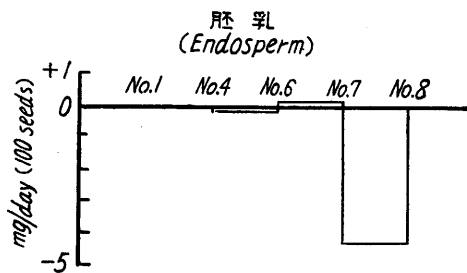 胚乳
(Endosperm)
+1
No.1 No.4 No.6 No.7 No.8
0
mg/day (100 seeds)
-5